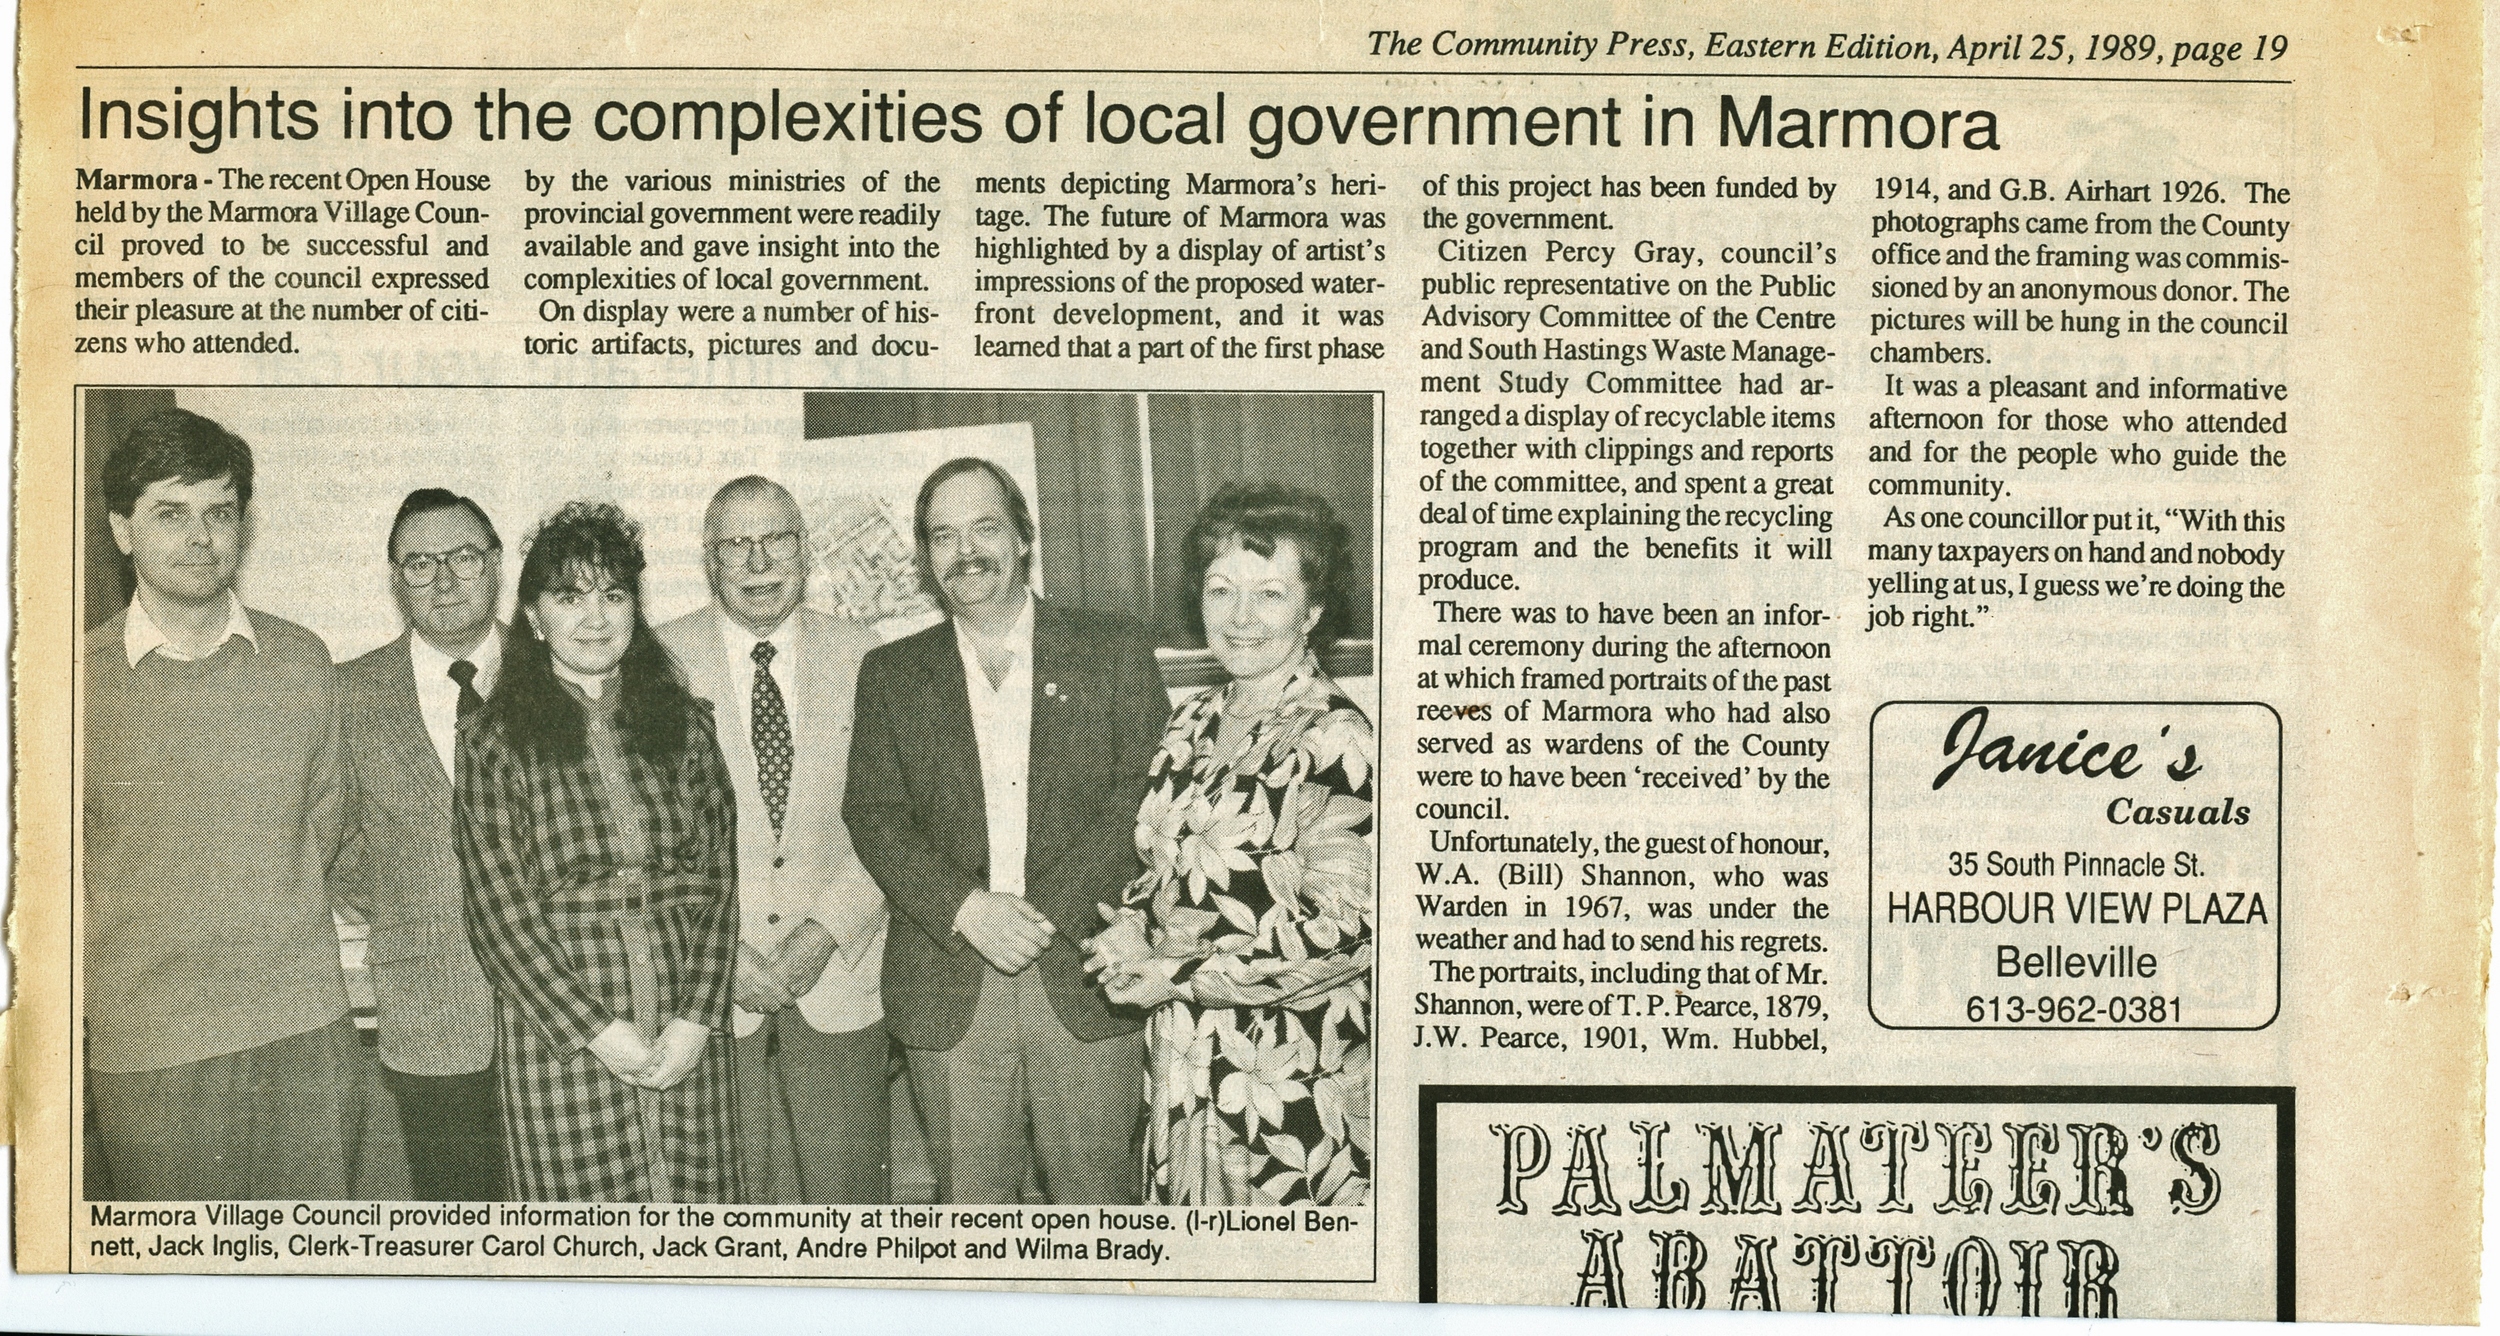 The Community Press, Eastern Edition, April 25, 1989, page 19
Insights into the complexities of local government in Marmora
Marmora - The recent Open House
held by the Marmora Village Coun-
cil proved to be successful and
members of the council expressed
their pleasure at the number of citi-
zens who attended.
by the various ministries of the
provincial government were readily
available and gave insight into the
complexities of local government.
On display were a number of his-
toric artifacts, pictures and docu-
ments depicting Marmora's heri-
tage. The future of Marmora was
highlighted by a display of artist's
impressions of the proposed water-
front development, and it was
learned that a part of the first phase
of this project has been funded by
the government.
Citizen Percy Gray, council's
public representative on the Public
Advisory Committee of the Centre
and South Hastings Waste Manage-
ment Study Committee had ar-
ranged a display of recyclable items
together with clippings and reports
of the committee, and spent a great
deal of time explaining the recycling
program and the benefits it will
produce.
There was to have been an infor-
mal ceremony during the afternoon
at which framed portraits of the past
reeves of Marmora who had also
served as wardens of the County
were to have been 'received' by the
council.
Unfortunately, the guest of honour,
W.A. (Bill) Shannon, who was
Warden in 1967, was under the
weather and had to send his regrets.
The portraits, including that of Mr.
Shannon, were of T. P. Pearce, 1879,
J.W. Pearce, 1901, Wm. Hubbel,
1914, and G.B. Airhart 1926. The
photographs came from the County
office and the framing was commis-
sioned by an anonymous donor. The
pictures will be hung in the council
chambers.
It was a pleasant and informative
afternoon for those who attended
and for the people who guide the
community.
As one councillor put it, "With this
many taxpayers on hand and nobody
yelling at us, I guess we're doing the
job right."
Marmora Village Council provided information for the community at their recent open house. (l-r)Lionel Ben-
nett, Jack Inglis, Clerk-Treasurer Carol Church, Jack Grant, Andre Philpot and Wilma Brady.
Janice's
Casuals
35 South Pinnacle St.
HARBOUR VIEW PLAZA
Belleville
613-962-0381
PALMATEER'S
ABATTOIR